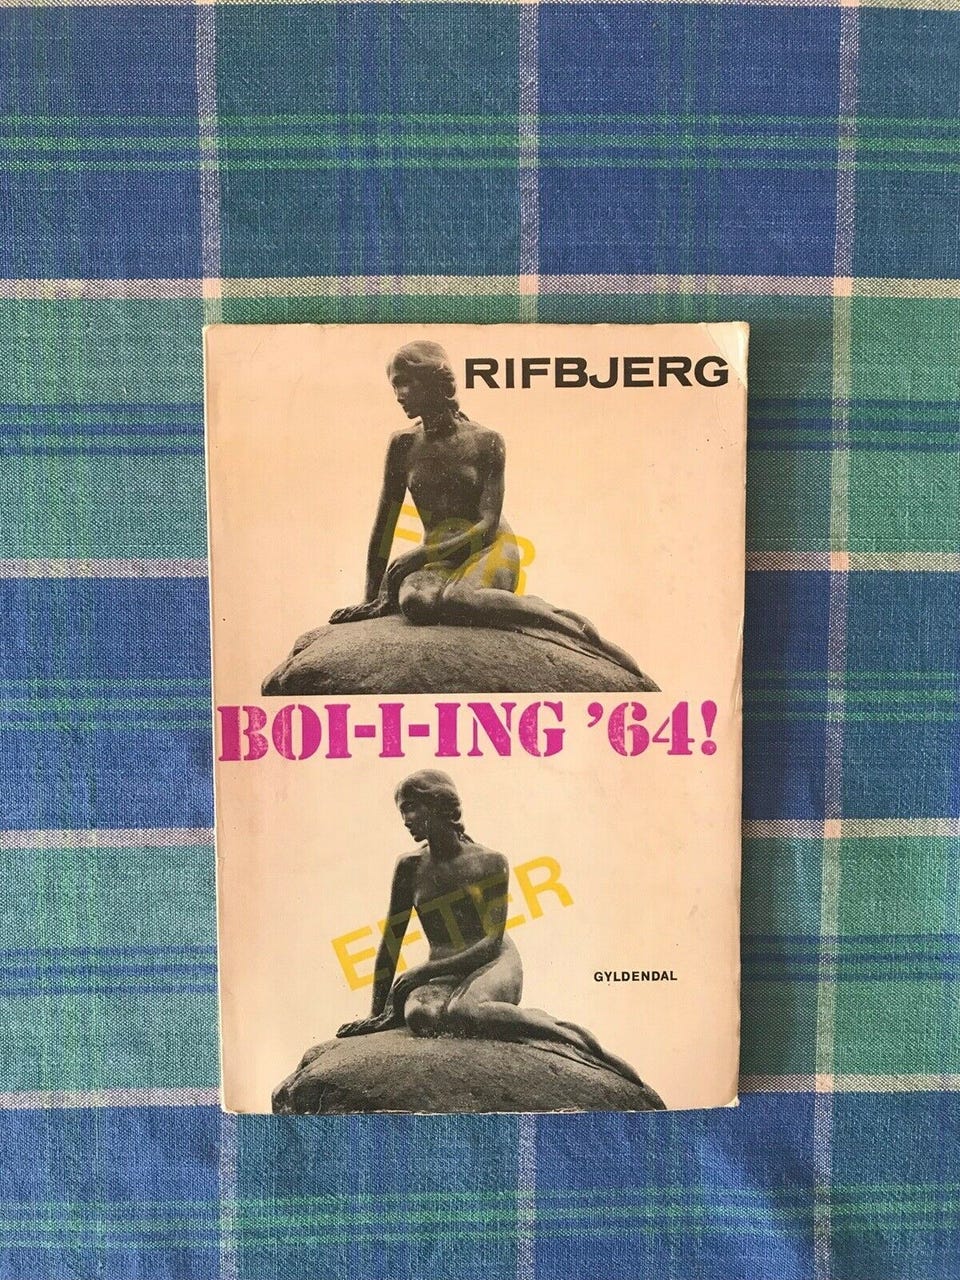 RIFBJERG
FØR
BOI-I-ING ’64!
EFTER
GYLDENDAL